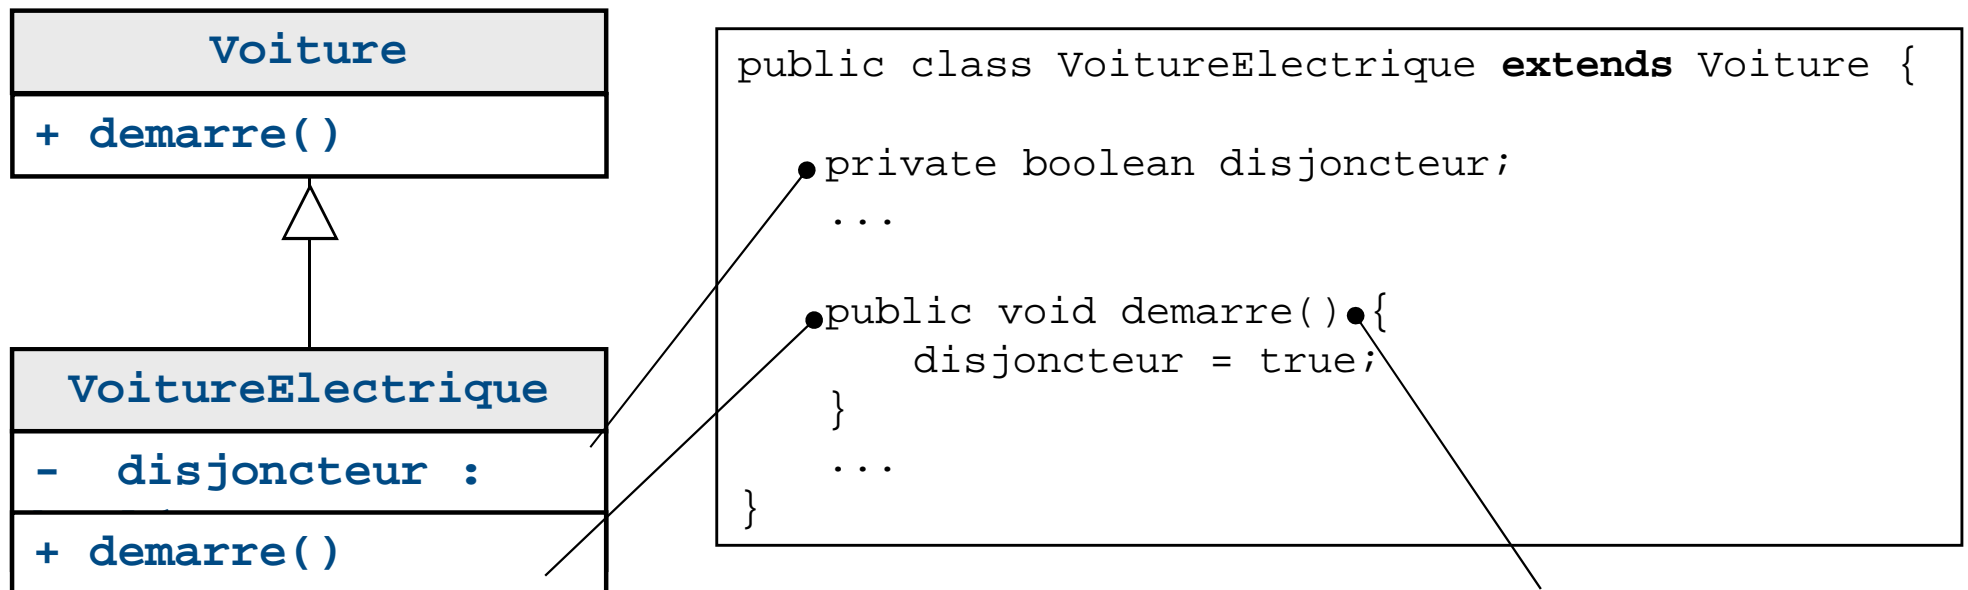 Voiture
+ demarre()
VoitureElectrique
- disjoncteur :
+ demarre()
public class VoitureElectrique extends Voiture {
private boolean disjoncteur;
...
public void demarre() {
disjoncteur = true;
}
...
}